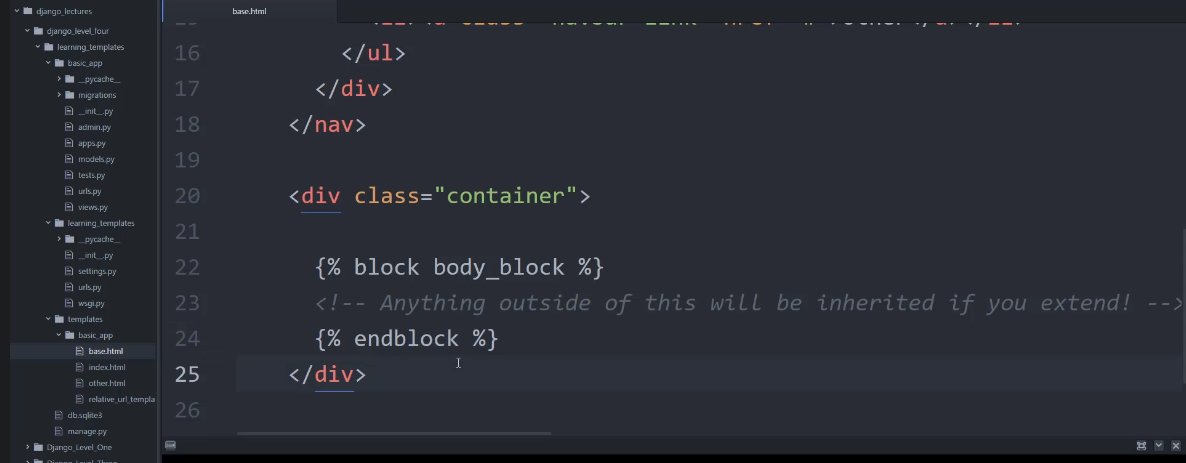 django_lectures
django_level_four
learning_templates
basic_app
__pycache__
migrations
__init__.py
admin.py
apps.py
models.py
tests.py
urls.py
views.py
learning_templates
__pycache__
__init__.py
settings.py
urls.py
wsgi.py
templates
basic_app
base.html
index.html
other.html
relative_url_templa
db.sqlite3
manage.py
Django_Level_One
base.html
16 </ul>
17 </div>
18 </nav>
19
20 <div class="container">
21
22 {% block body_block %}
23 <!-- Anything outside of this will be inherited if you extend! -->
24 {% endblock %}
25 </div>
26